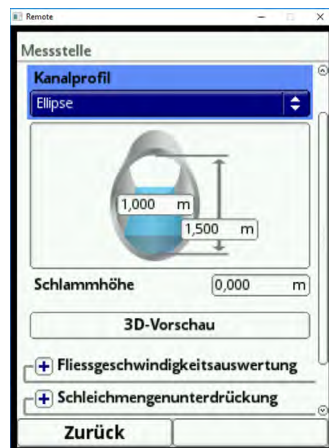 Remote
Messstelle
Kanalprofil
Ellipse
1,000 m
1,500 m
Schlammhöhe 0,000 m
3D-Vorschau
Fliessgeschwindigkeitsauswertung
Schleichmengenunterdrückung
Zurück